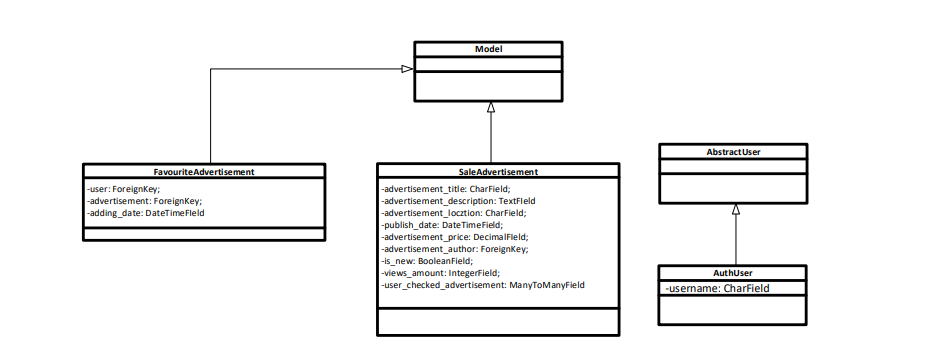 Model
FavouriteAdvertisement
-user: ForeignKey;
-advertisement: ForeignKey;
-adding_date: DateTimeField
SaleAdvertisement
-advertisement_title: CharField;
-advertisement_description: TextField
-advertisement_locztion: CharField;
-publish_date: DateTimeField;
-advertisement_price: DecimalField;
-advertisement_author: ForeignKey;
-is_new: BooleanField;
-views_amount: IntegerField;
-user_checked_advertisement: ManyToManyField
AbstractUser
AuthUser
-username: CharField